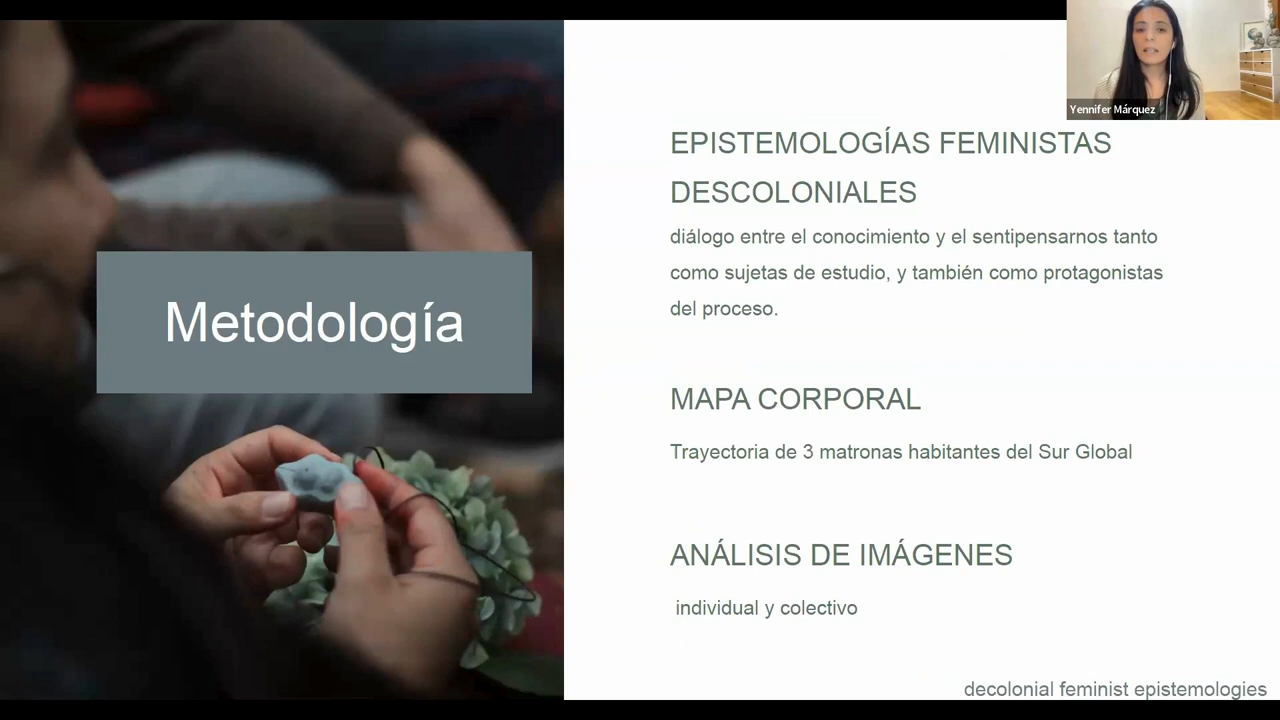 Yennifer Márquez
Metodología
EPISTEMOLOGÍAS FEMINISTAS
DESCOLONIALES
diálogo entre el conocimiento y el sentipensarnos tanto
como sujetas de estudio, y también como protagonistas
del proceso.
MAPA CORPORAL
Trayectoria de 3 matronas habitantes del Sur Global
ANÁLISIS DE IMÁGENES
individual y colectivo
decolonial feminist epistemologies